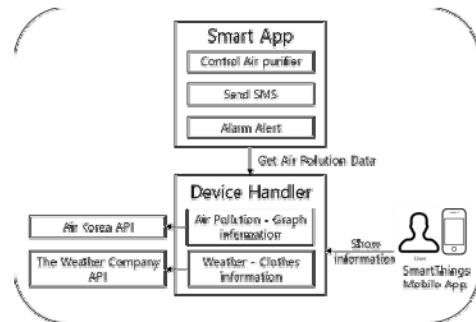 Smart App
Control Air purifier
Send SMS
Alarm Alert
Get Air Polution Data
Device Handler
Air Pollution - Graph
information
Weather - Clothes
information
Air Korea API
The Weather Company
API
Show
information
User
SmartThings
Mobile App